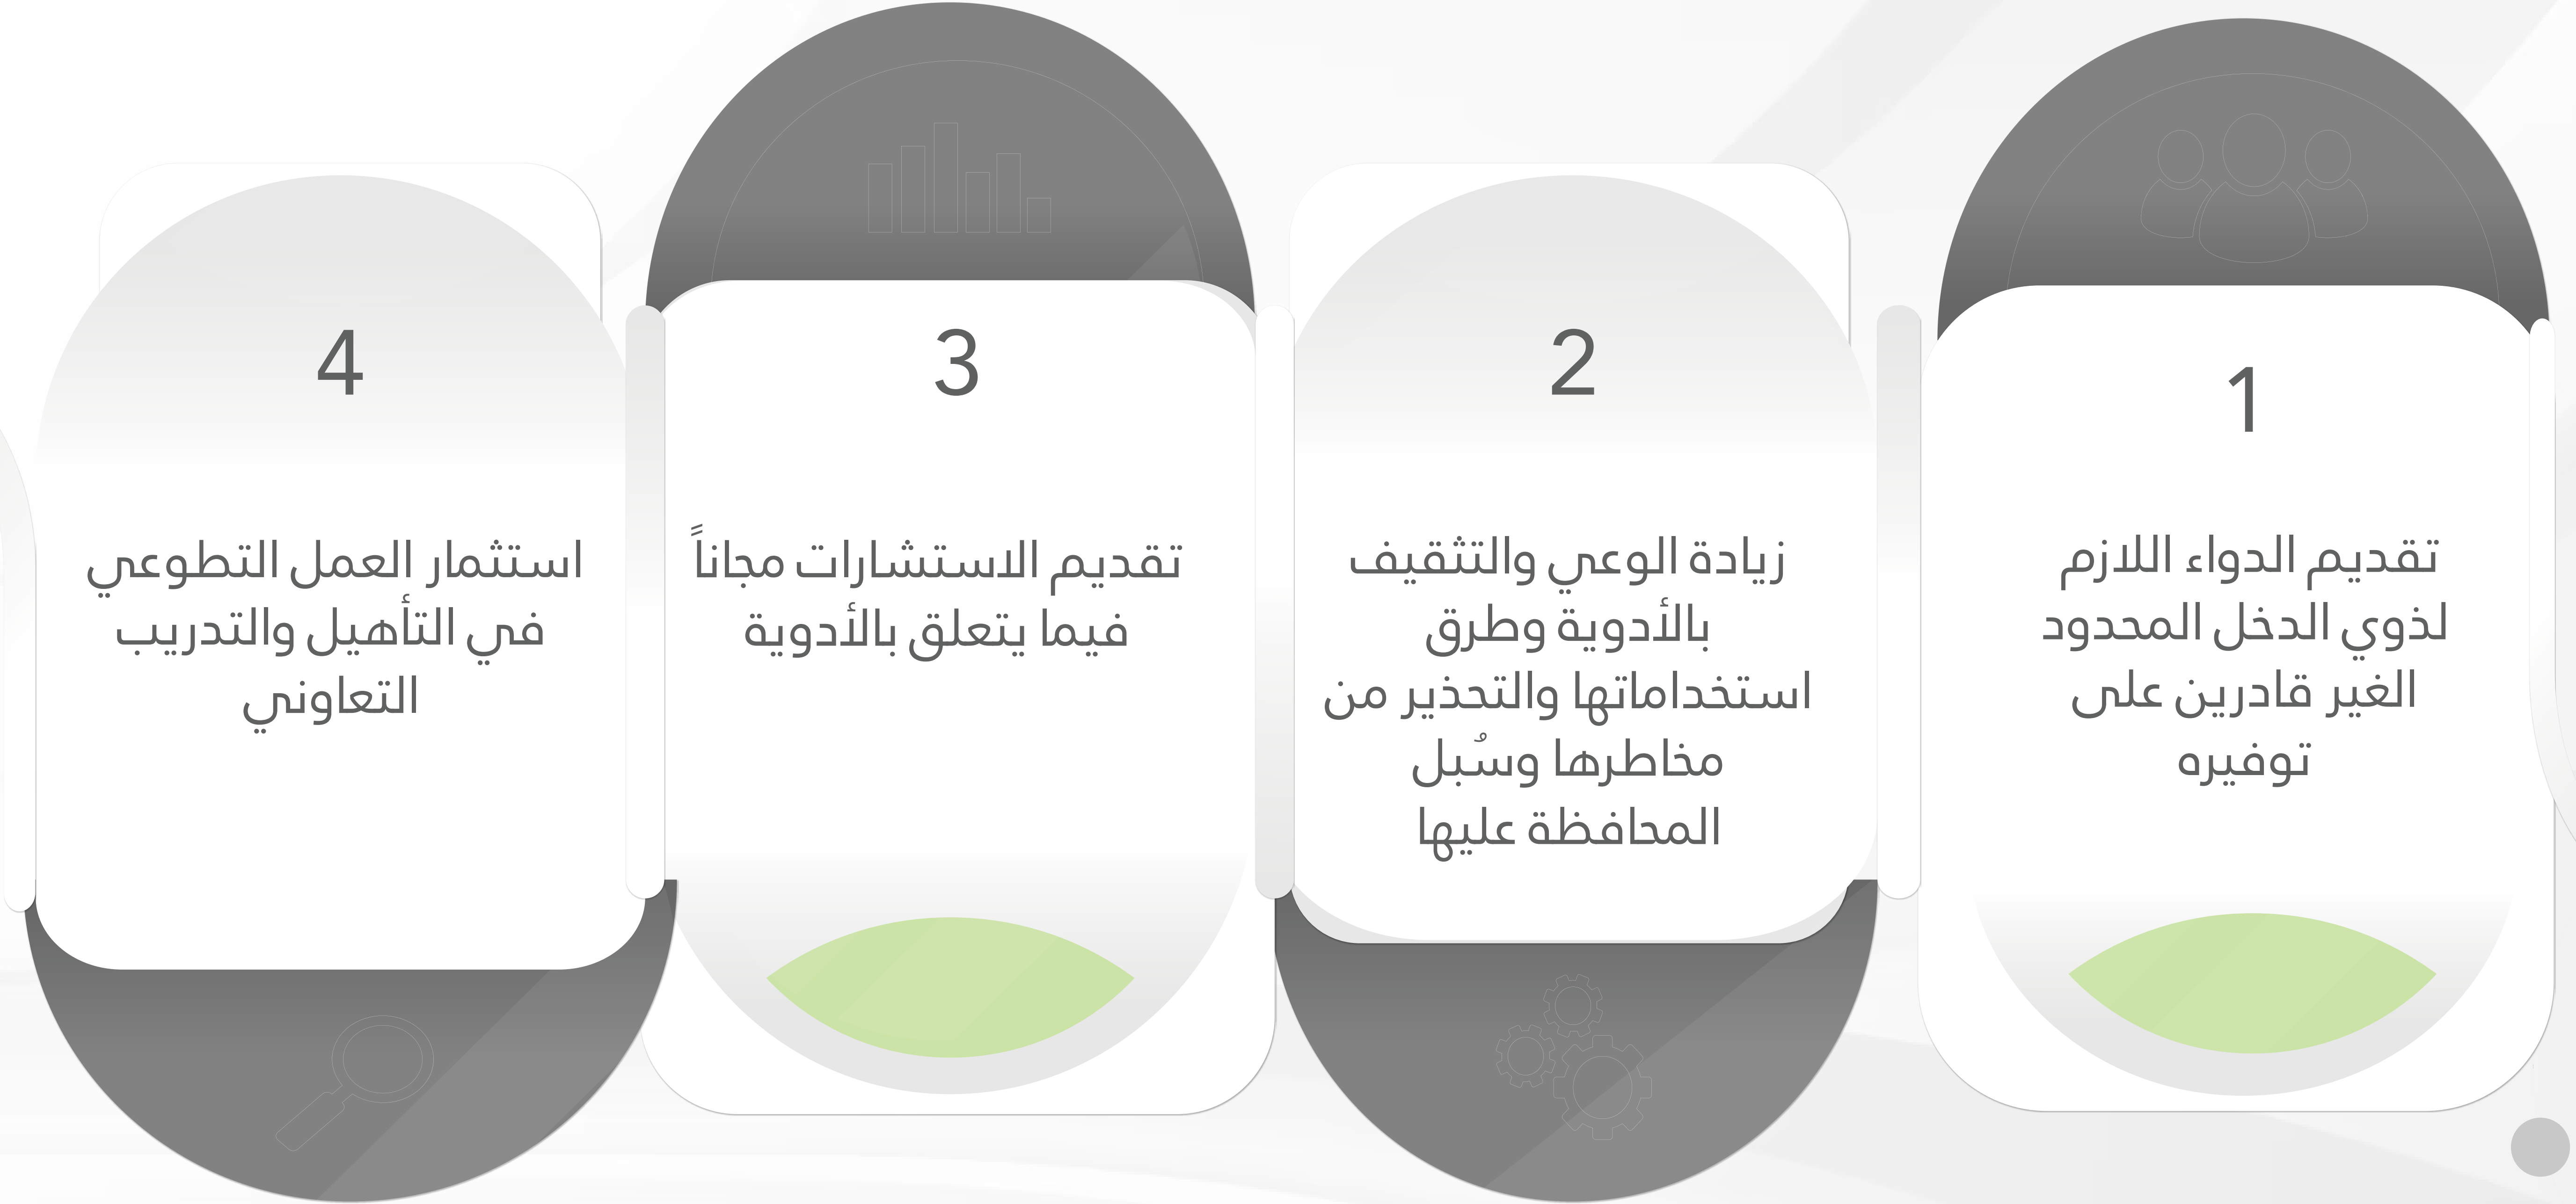 1
تقديم الدواء اللازم
لذوي الدخل المحدود
الغير قادرين على
توفيره
2
زيادة الوعي والتثقيف
بالأدوية وطرق
استخداماتها والتحذير من
مخاطرها وسُبل
المحافظة عليها
3
تقديم الاستشارات مجاناً
فيما يتعلق بالأدوية
4
استثمار العمل التطوعي
في التأهيل والتدريب
التعاوني